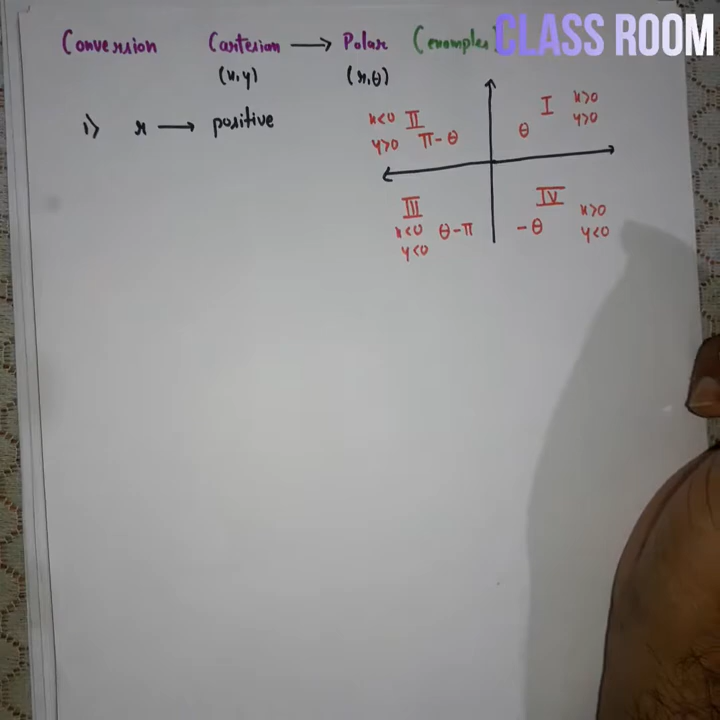 Conversion Cartesian → Polar (examples) CLASS ROOM
(x,y) (r,θ)
1) r → positive
x<0 II
y>0 π-θ
I x>0
θ y>0
III
x<0 θ-π
y<0
IV x>0
-θ y<0